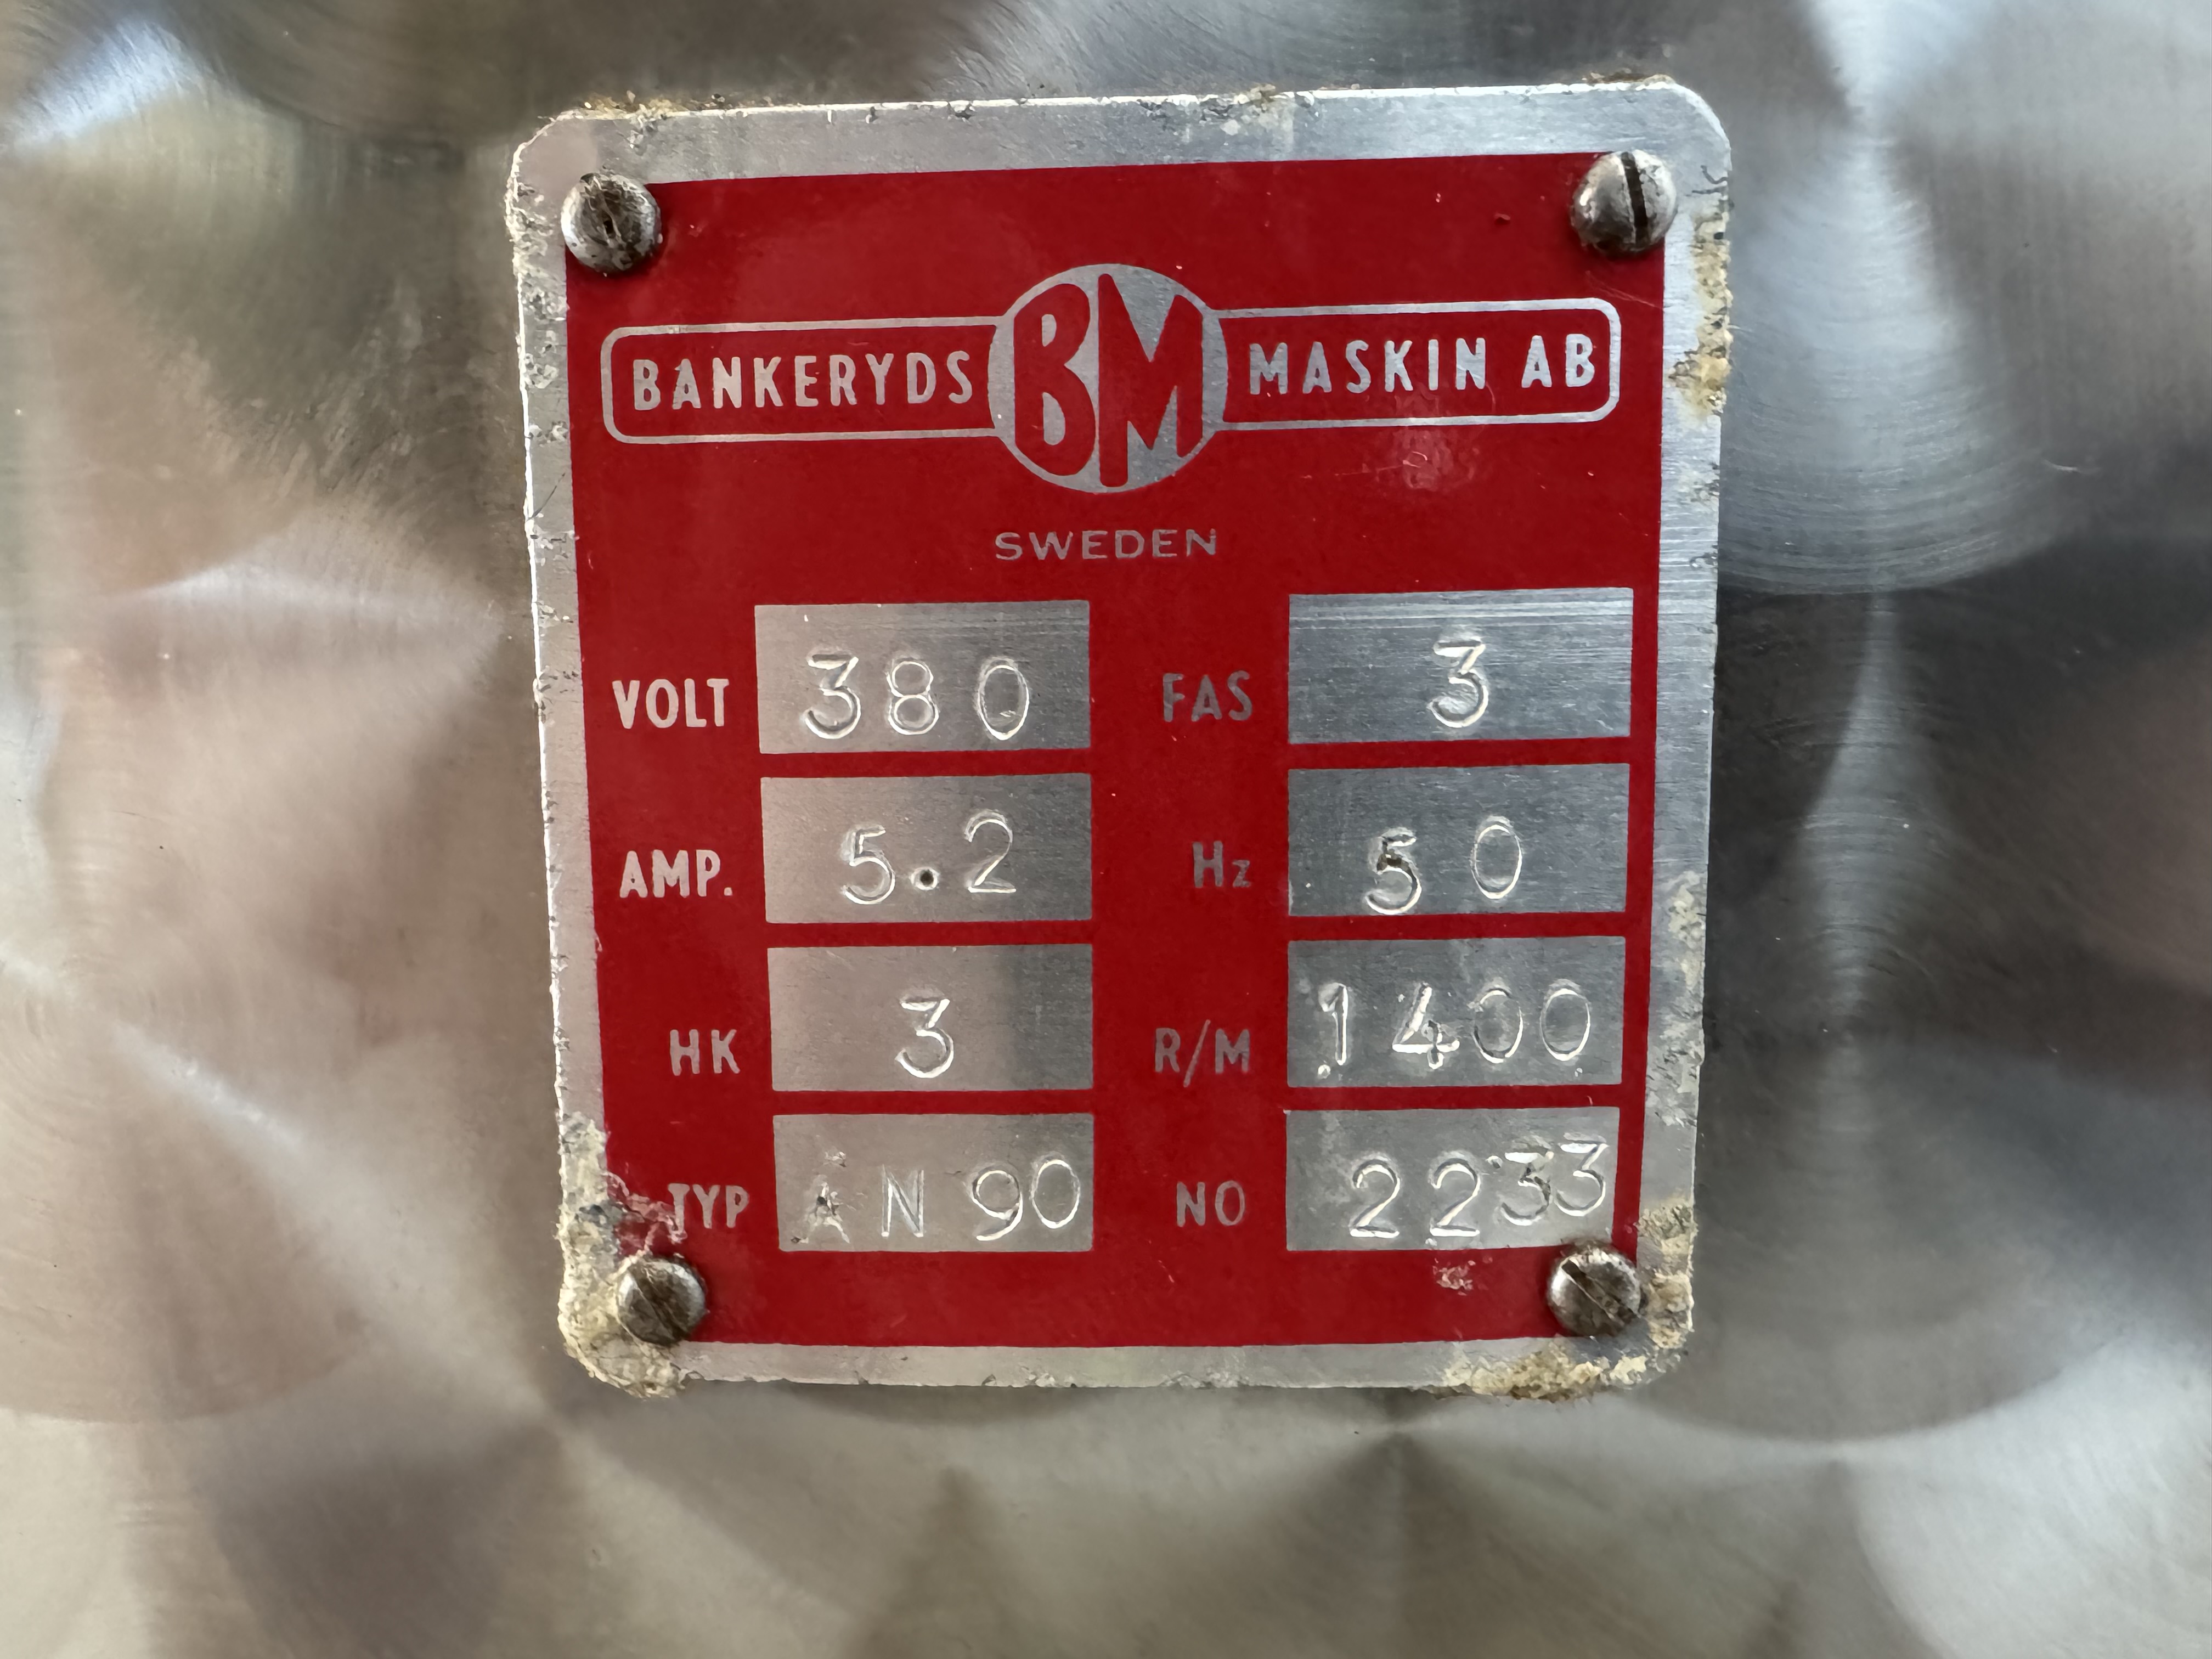 BANKERYDS BM MASKIN AB
SWEDEN
VOLT 380 FAS 3
AMP. 5.2 Hz 50
HK 3 R/M 1400
TYP AN 90 NO 2233